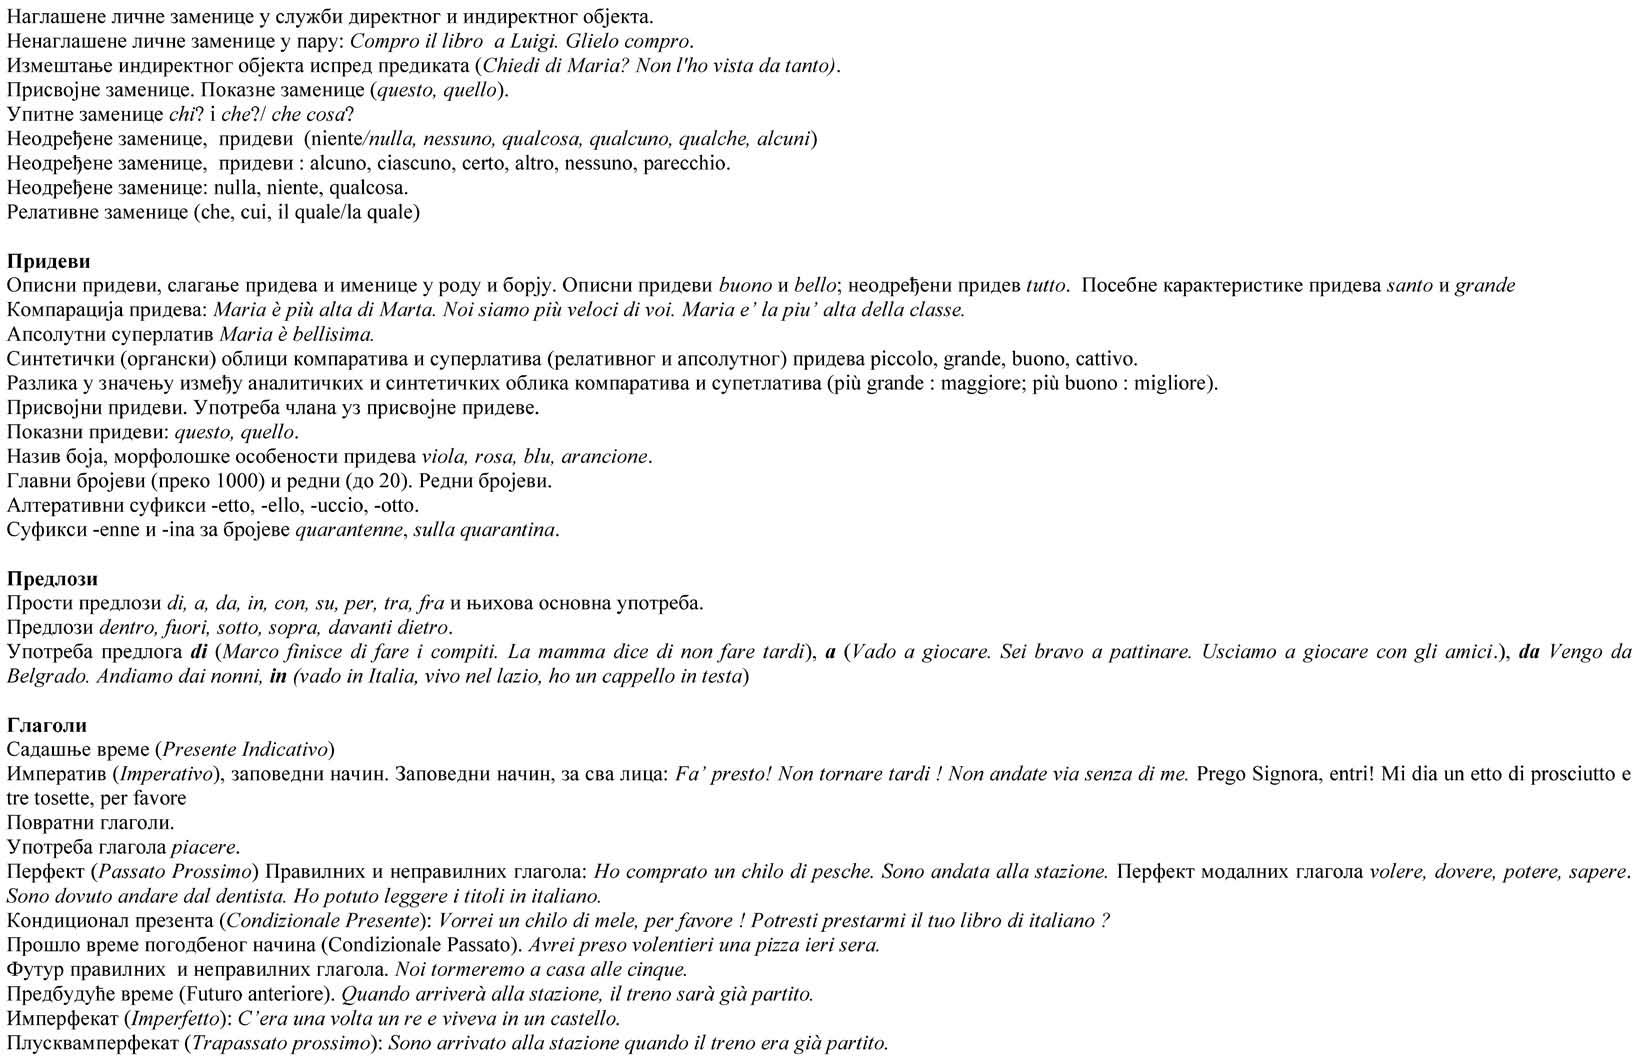 Наглашене личне заменице у служби директног и индиректног објекта.
Ненаглашене личне заменице у пару: Compro il libro  a Luigi. Glielo compro.
Измештање индиректног објекта испред предиката (Chiedi di Maria? Non l'ho vista da tanto).
Присвојне заменице. Показне заменице (questo, quello).
Упитне заменице chi? i che?/ che cosa?
Неодређене заменице,  придеви  (niente/nulla, nessuno, qualcosa, qualcuno, qualche, alcuni)
Неодређене заменице,  придеви : alcuno, ciascuno, certo, altro, nessuno, parecchio.
Неодређене заменице: nulla, niente, qualcosa.
Релативне заменице (che, cui, il quale/la quale)

Придеви
Описни придеви, слагање придева и именице у роду и борју. Описни придеви buono и bello; неодређени придев tutto.  Посебне карактеристике придева santo и grande
Компарација придева: Maria è più alta di Marta. Noi siamo più veloci di voi. Maria e’ la piu’ alta della classe.
Апсолутни суперлатив Maria è bellisima.
Синтетички (органски) облици компаратива и суперлатива (релативног и апсолутног) придева piccolo, grande, buono, cattivo.
Разлика у значењу између аналитичких и синтетичких облика компаратива и супетлатива (più grande : maggiore; più buono : migliore).
Присвојни придеви. Употреба члана уз присвојне придеве.
Показни придеви: questo, quello.
Назив боја, морфолошке особености придева viola, rosa, blu, arancione.
Главни бројеви (преко 1000) и редни (до 20). Редни бројеви.
Алтеративни суфикси -etto, -ello, -uccio, -otto.
Суфикси -enne и -ina за бројеве quarantenne, sulla quarantina.

Предлози
Прости предлози di, a, da, in, con, su, per, tra, fra и њихова основна употреба.
Предлози dentro, fuori, sotto, sopra, davanti dietro.
Употреба предлога di (Marco finisce di fare i compiti. La mamma dice di non fare tardi), a (Vado a giocare. Sei bravo a pattinare. Usciamo a giocare con gli amici.), da Vengo da
Belgrado. Andiamo dai nonni, in (vado in Italia, vivo nel lazio, ho un cappello in testa)

Глаголи
Садашње време (Presente Indicativo)
Императив (Imperativo), заповедни начин. Заповедни начин, за сва лица: Fa’ presto! Non tornare tardi ! Non andate via senza di me. Prego Signora, entri! Mi dia un etto di prosciutto e
tre tosette, per favore
Повратни глаголи.
Употреба глагола piacere.
Перфект (Passato Prossimo) Правилних и неправилних глагола: Ho comprato un chilo di pesche. Sono andata alla stazione. Перфект модалних глагола volere, dovere, potere, sapere.
Sono dovuto andare dal dentista. Ho potuto leggere i titoli in italiano.
Кондиционал презента (Condizionale Presente): Vorrei un chilo di mele, per favore ! Potresti prestarmi il tuo libro di italiano ?
Прошло време погодбеног начина (Condizionale Passato). Avrei preso volentieri una pizza ieri sera.
Футур правилних  и неправилних глагола. Noi tormeremo a casa alle cinque.
Предбудуће време (Futuro anteriore). Quando arriverà alla stazione, il treno sarà già partito.
Имперфекат (Imperfetto): C’era una volta un re e viveva in un castello.
Плусквамперфекат (Trapassato prossimo): Sono arrivato alla stazione quando il treno era già partito.